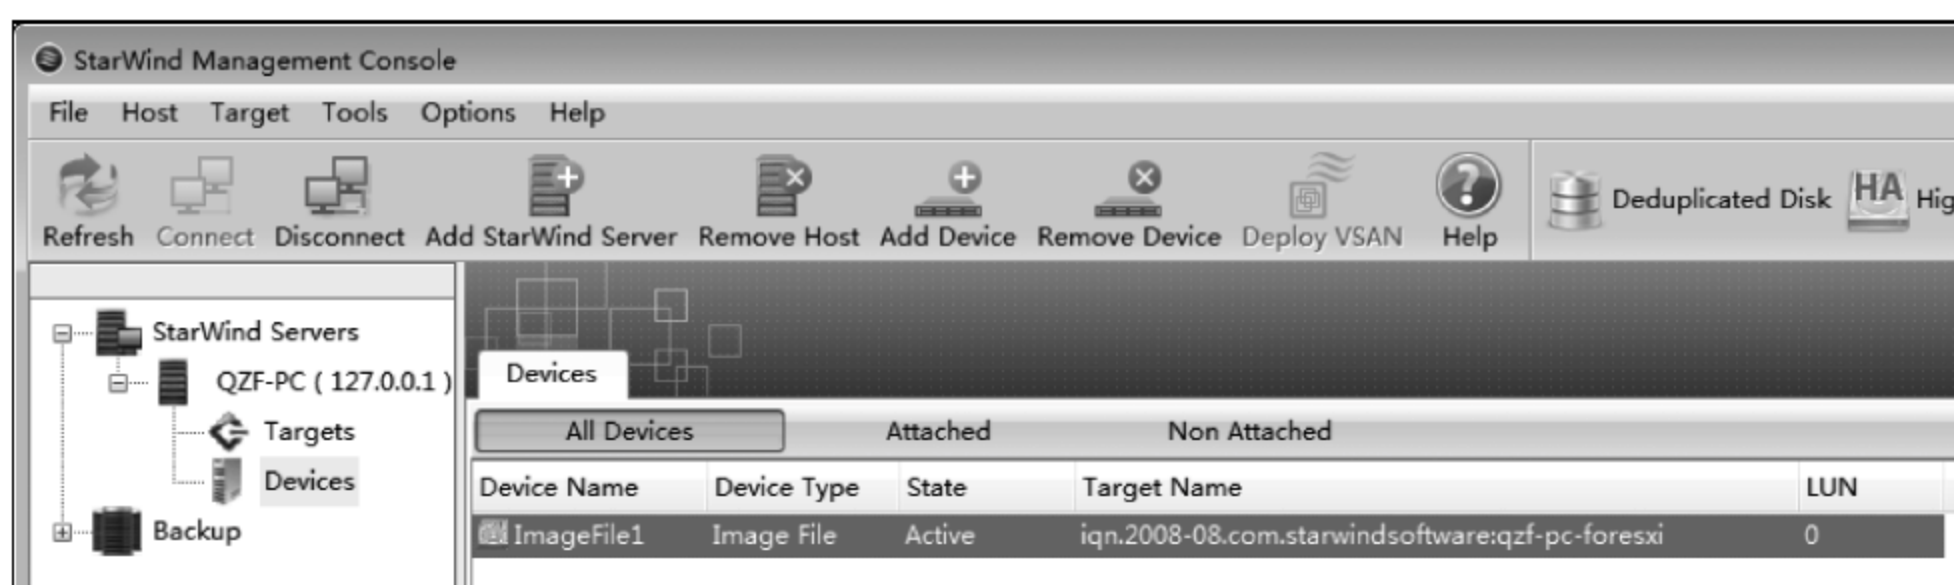 StarWind Management Console
File Host Target Tools Options Help
Refresh Connect Disconnect Add StarWind Server Remove Host Add Device Remove Device Deploy VSAN Help Deduplicated Disk HA Hig
StarWind Servers
QZF-PC ( 127.0.0.1 )
Targets
Devices
Backup
Devices
All Devices Attached Non Attached
Device Name Device Type State Target Name LUN
ImageFile1 Image File Active iqn.2008-08.com.starwindsoftware:qzf-pc-foresxi 0